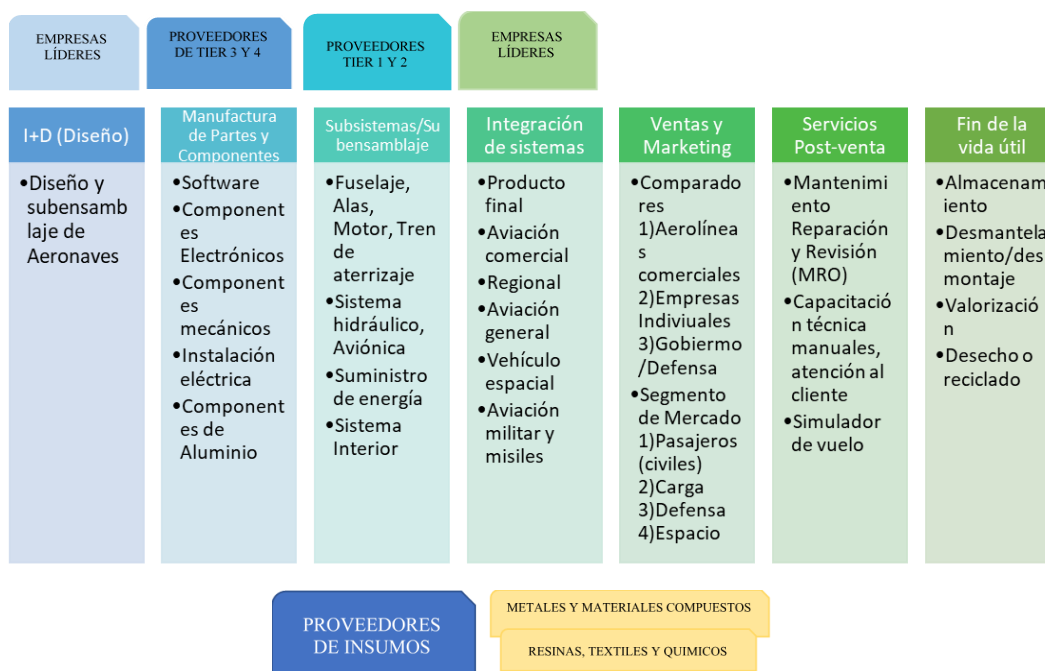 EMPRESAS
LÍDERES
PROVEEDORES
DE TIER 3 Y 4
PROVEEDORES
TIER 1 Y 2
EMPRESAS
LÍDERES
I+D (Diseño)
•Diseño y
subensamb
laje de
Aeronaves
Manufactura
de Partes y
Componentes
•Software
•Component
es
Electrónicos
•Component
es
mecánicos
•Instalación
eléctrica
•Component
es de
Aluminio
Subsistemas/Su
bensamblaje
•Fuselaje,
Alas,
Motor, Tren
de
aterrizaje
•Sistema
hidráulico,
Aviónica
•Suministro
de energía
•Sistema
Interior
Integración
de sistemas
•Producto
final
•Aviación
comercial
•Regional
•Aviación
general
•Vehículo
espacial
•Aviación
militar y
misiles
Ventas y
Marketing
•Comparado
res
1)Aerolínea
s
comerciales
2)Empresas
Indiviuales
3)Gobiermo
/Defensa
•Segmento
de Mercado
1)Pasajeros
(civiles)
2)Carga
3)Defensa
4)Espacio
Servicios
Post-venta
•Mantenimi
ento
Reparación
y Revisión
(MRO)
•Capacitació
n técnica
manuales,
atención al
cliente
•Simulador
de vuelo
Fin de la
vida útil
•Almacenam
iento
•Desmantela
miento/des
montaje
•Valorizació
n
•Desecho o
reciclado
PROVEEDORES
DE INSUMOS
METALES Y MATERIALES COMPUESTOS
RESINAS, TEXTILES Y QUIMICOS